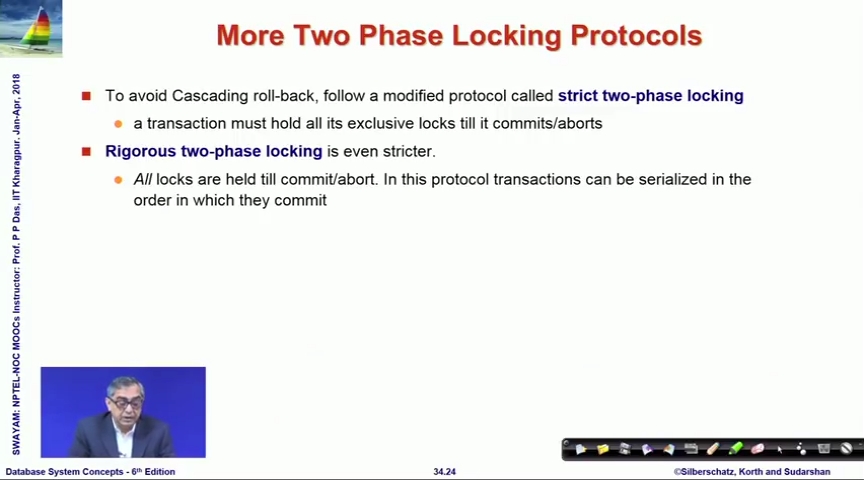 More Two Phase Locking Protocols
To avoid Cascading roll-back, follow a modified protocol called strict two-phase locking
a transaction must hold all its exclusive locks till it commits/aborts
Rigorous two-phase locking is even stricter.
All locks are held till commit/abort. In this protocol transactions can be serialized in the
order in which they commit
SWAYAM: NPTEL-NOC MOOCs Instructor: Prof. P P Das, IIT Kharagpur. Jan-Apr, 2018
Database System Concepts - 6th Edition
34.24
©Silberschatz, Korth and Sudarshan